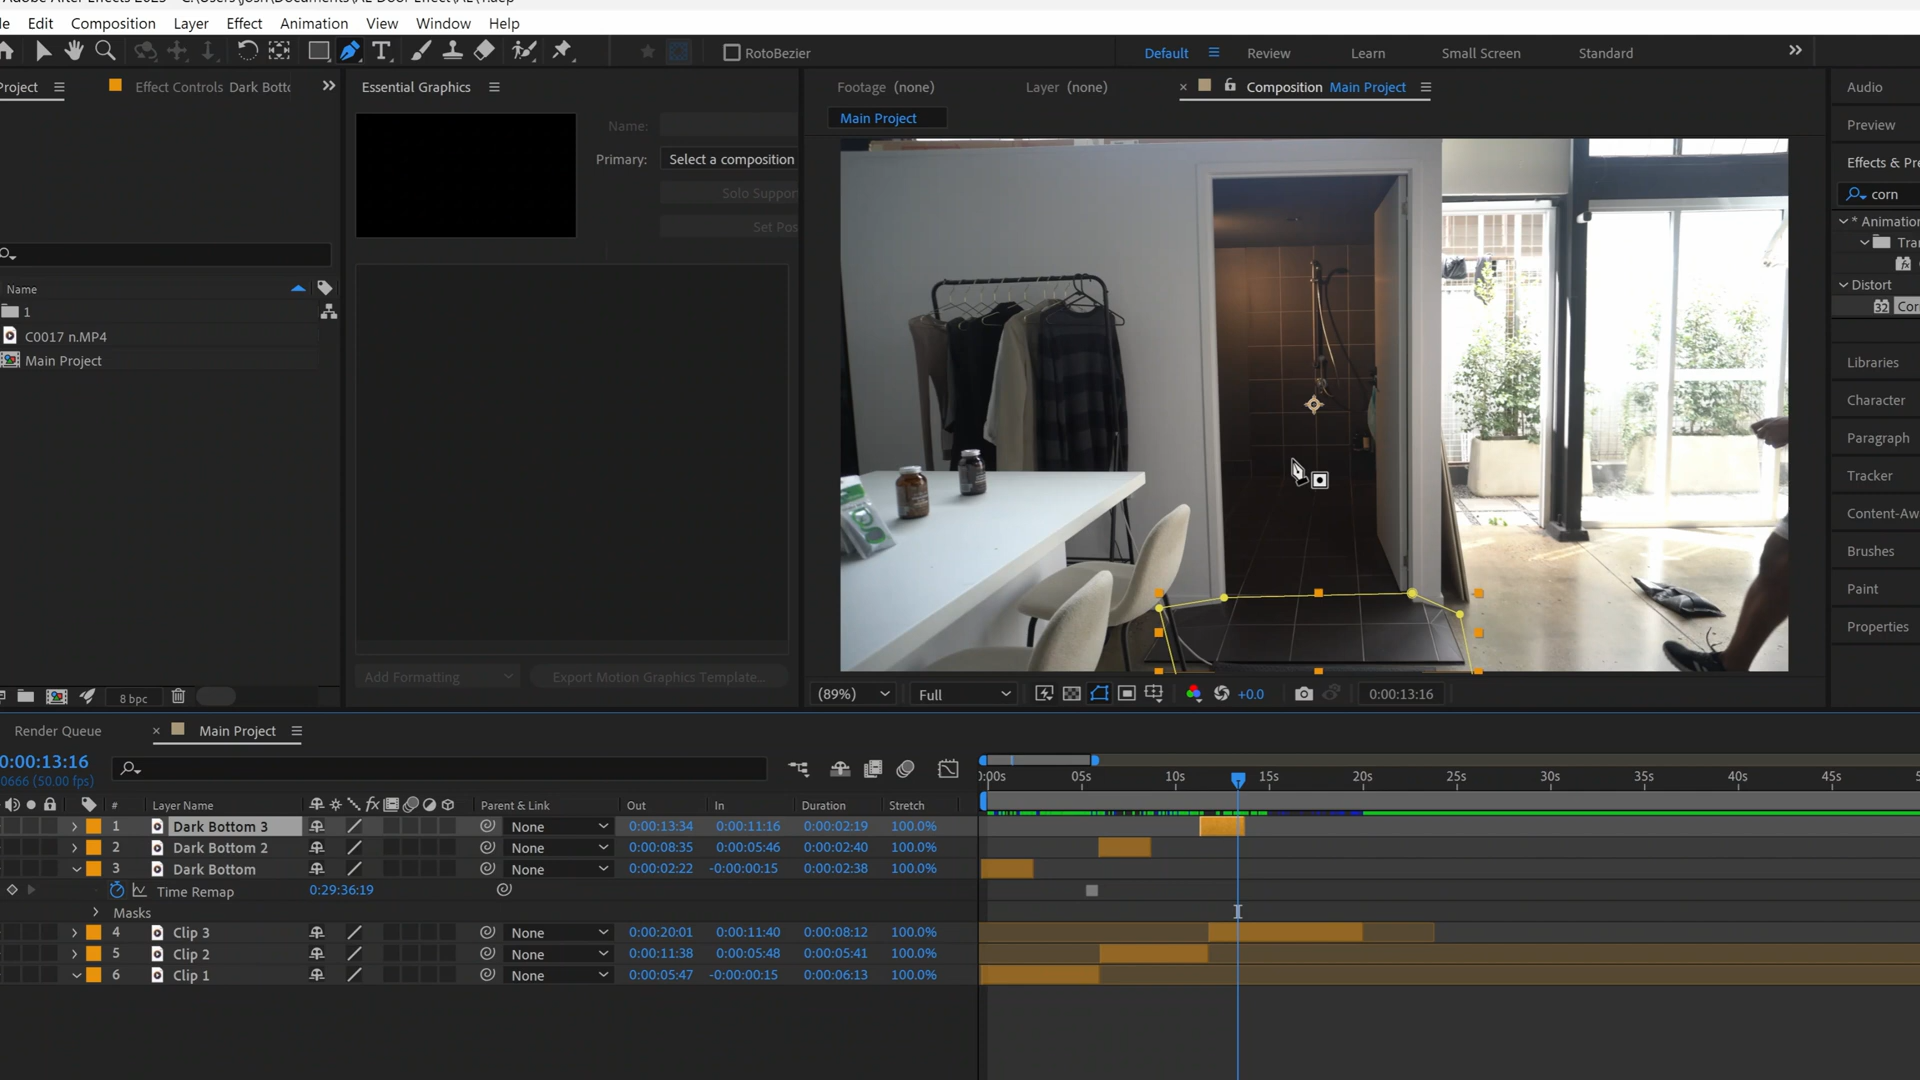 Edit Composition Layer Effect Animation View Window Help
RotoBezier Default Review Learn Small Screen Standard
Project Effect Controls Dark Botto Essential Graphics Footage (none) Layer (none) Composition Main Project Audio
Main Project
Name: Preview
Primary: Select a composition Effects & Pre
Solo Suppor corn
* Animation
Set Pos
Tran
Name Distort
1 32 Cor
C0017 n.MP4
Main Project Libraries
Character
Paragraph
Tracker
Content-Aw
Brushes
Paint
Properties
Add Formatting Export Motion Graphics Template...
8 bpc (89%) Full +0.0 0:00:13:16
Render Queue Main Project
0:00:13:16
0666 (50.00 fps) 05s 10s 15s 20s 25s 30s 35s 40s 45s
# Layer Name fx Parent & Link Out In Duration Stretch
1 Dark Bottom 3 None 0:00:13:34 0:00:11:16 0:00:02:19 100.0%
2 Dark Bottom 2 None 0:00:08:35 0:00:05:46 0:00:02:40 100.0%
3 Dark Bottom None 0:00:02:22 -0:00:00:15 0:00:02:38 100.0%
Time Remap 0:29:36:19
Masks
4 Clip 3 None 0:00:20:01 0:00:11:40 0:00:08:12 100.0%
5 Clip 2 None 0:00:11:38 0:00:05:48 0:00:05:41 100.0%
6 Clip 1 None 0:00:05:47 -0:00:00:15 0:00:06:13 100.0%